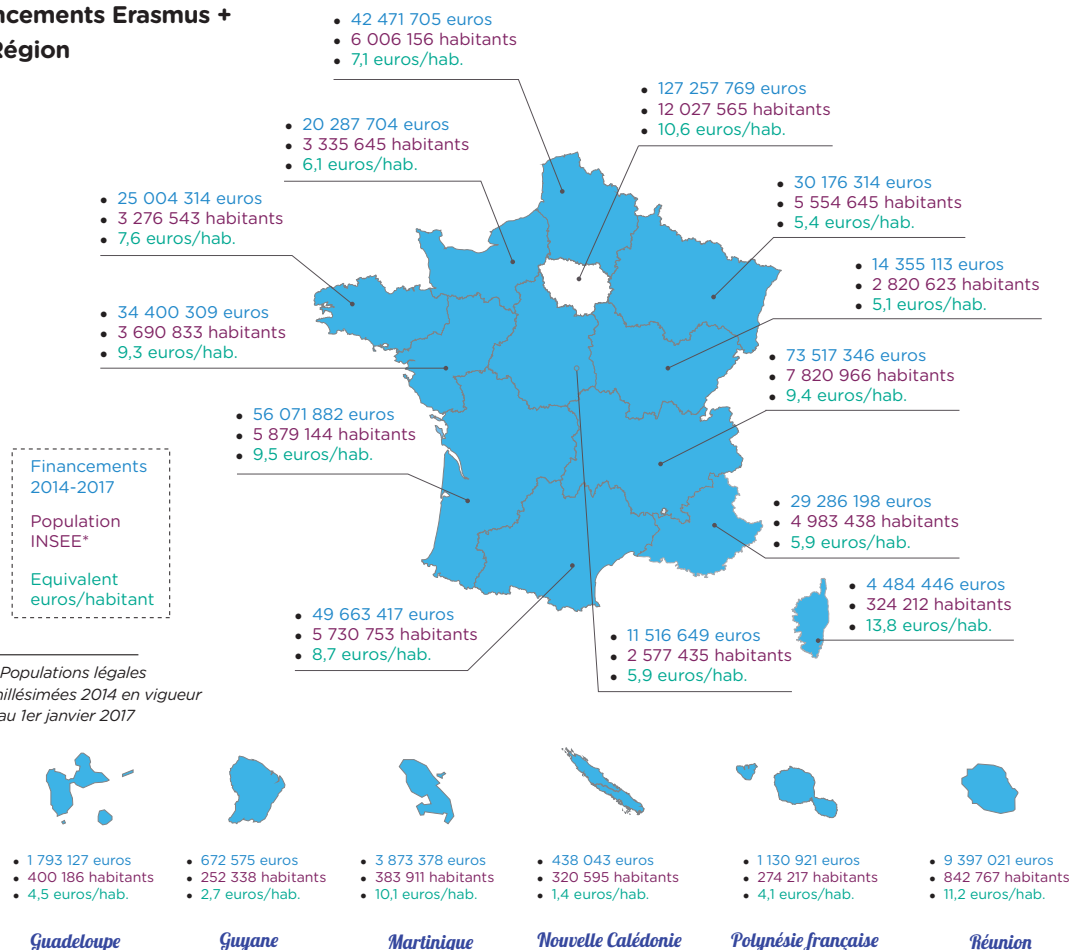 ncements Erasmus +
Région
42 471 705 euros
6 006 156 habitants
7,1 euros/hab.
127 257 769 euros
12 027 565 habitants
10,6 euros/hab.
20 287 704 euros
3 335 645 habitants
6,1 euros/hab.
30 176 314 euros
5 554 645 habitants
5,4 euros/hab.
25 004 314 euros
3 276 543 habitants
7,6 euros/hab.
14 355 113 euros
2 820 623 habitants
5,1 euros/hab.
34 400 309 euros
3 690 833 habitants
9,3 euros/hab.
73 517 346 euros
7 820 966 habitants
9,4 euros/hab.
56 071 882 euros
5 879 144 habitants
9,5 euros/hab.
Financements
2014-2017
Population
INSEE*
Equivalent
euros/habitant
29 286 198 euros
4 983 438 habitants
5,9 euros/hab.
4 484 446 euros
324 212 habitants
13,8 euros/hab.
49 663 417 euros
5 730 753 habitants
8,7 euros/hab.
11 516 649 euros
2 577 435 habitants
5,9 euros/hab.
Populations légales
millésimées 2014 en vigueur
au 1er janvier 2017
1 793 127 euros
400 186 habitants
4,5 euros/hab.
Guadeloupe
672 575 euros
252 338 habitants
2,7 euros/hab.
Guyane
3 873 378 euros
383 911 habitants
10,1 euros/hab.
Martinique
438 043 euros
320 595 habitants
1,4 euros/hab.
Nouvelle Calédonie
1 130 921 euros
274 217 habitants
4,1 euros/hab.
Polynésie française
9 397 021 euros
842 767 habitants
11,2 euros/hab.
Réunion